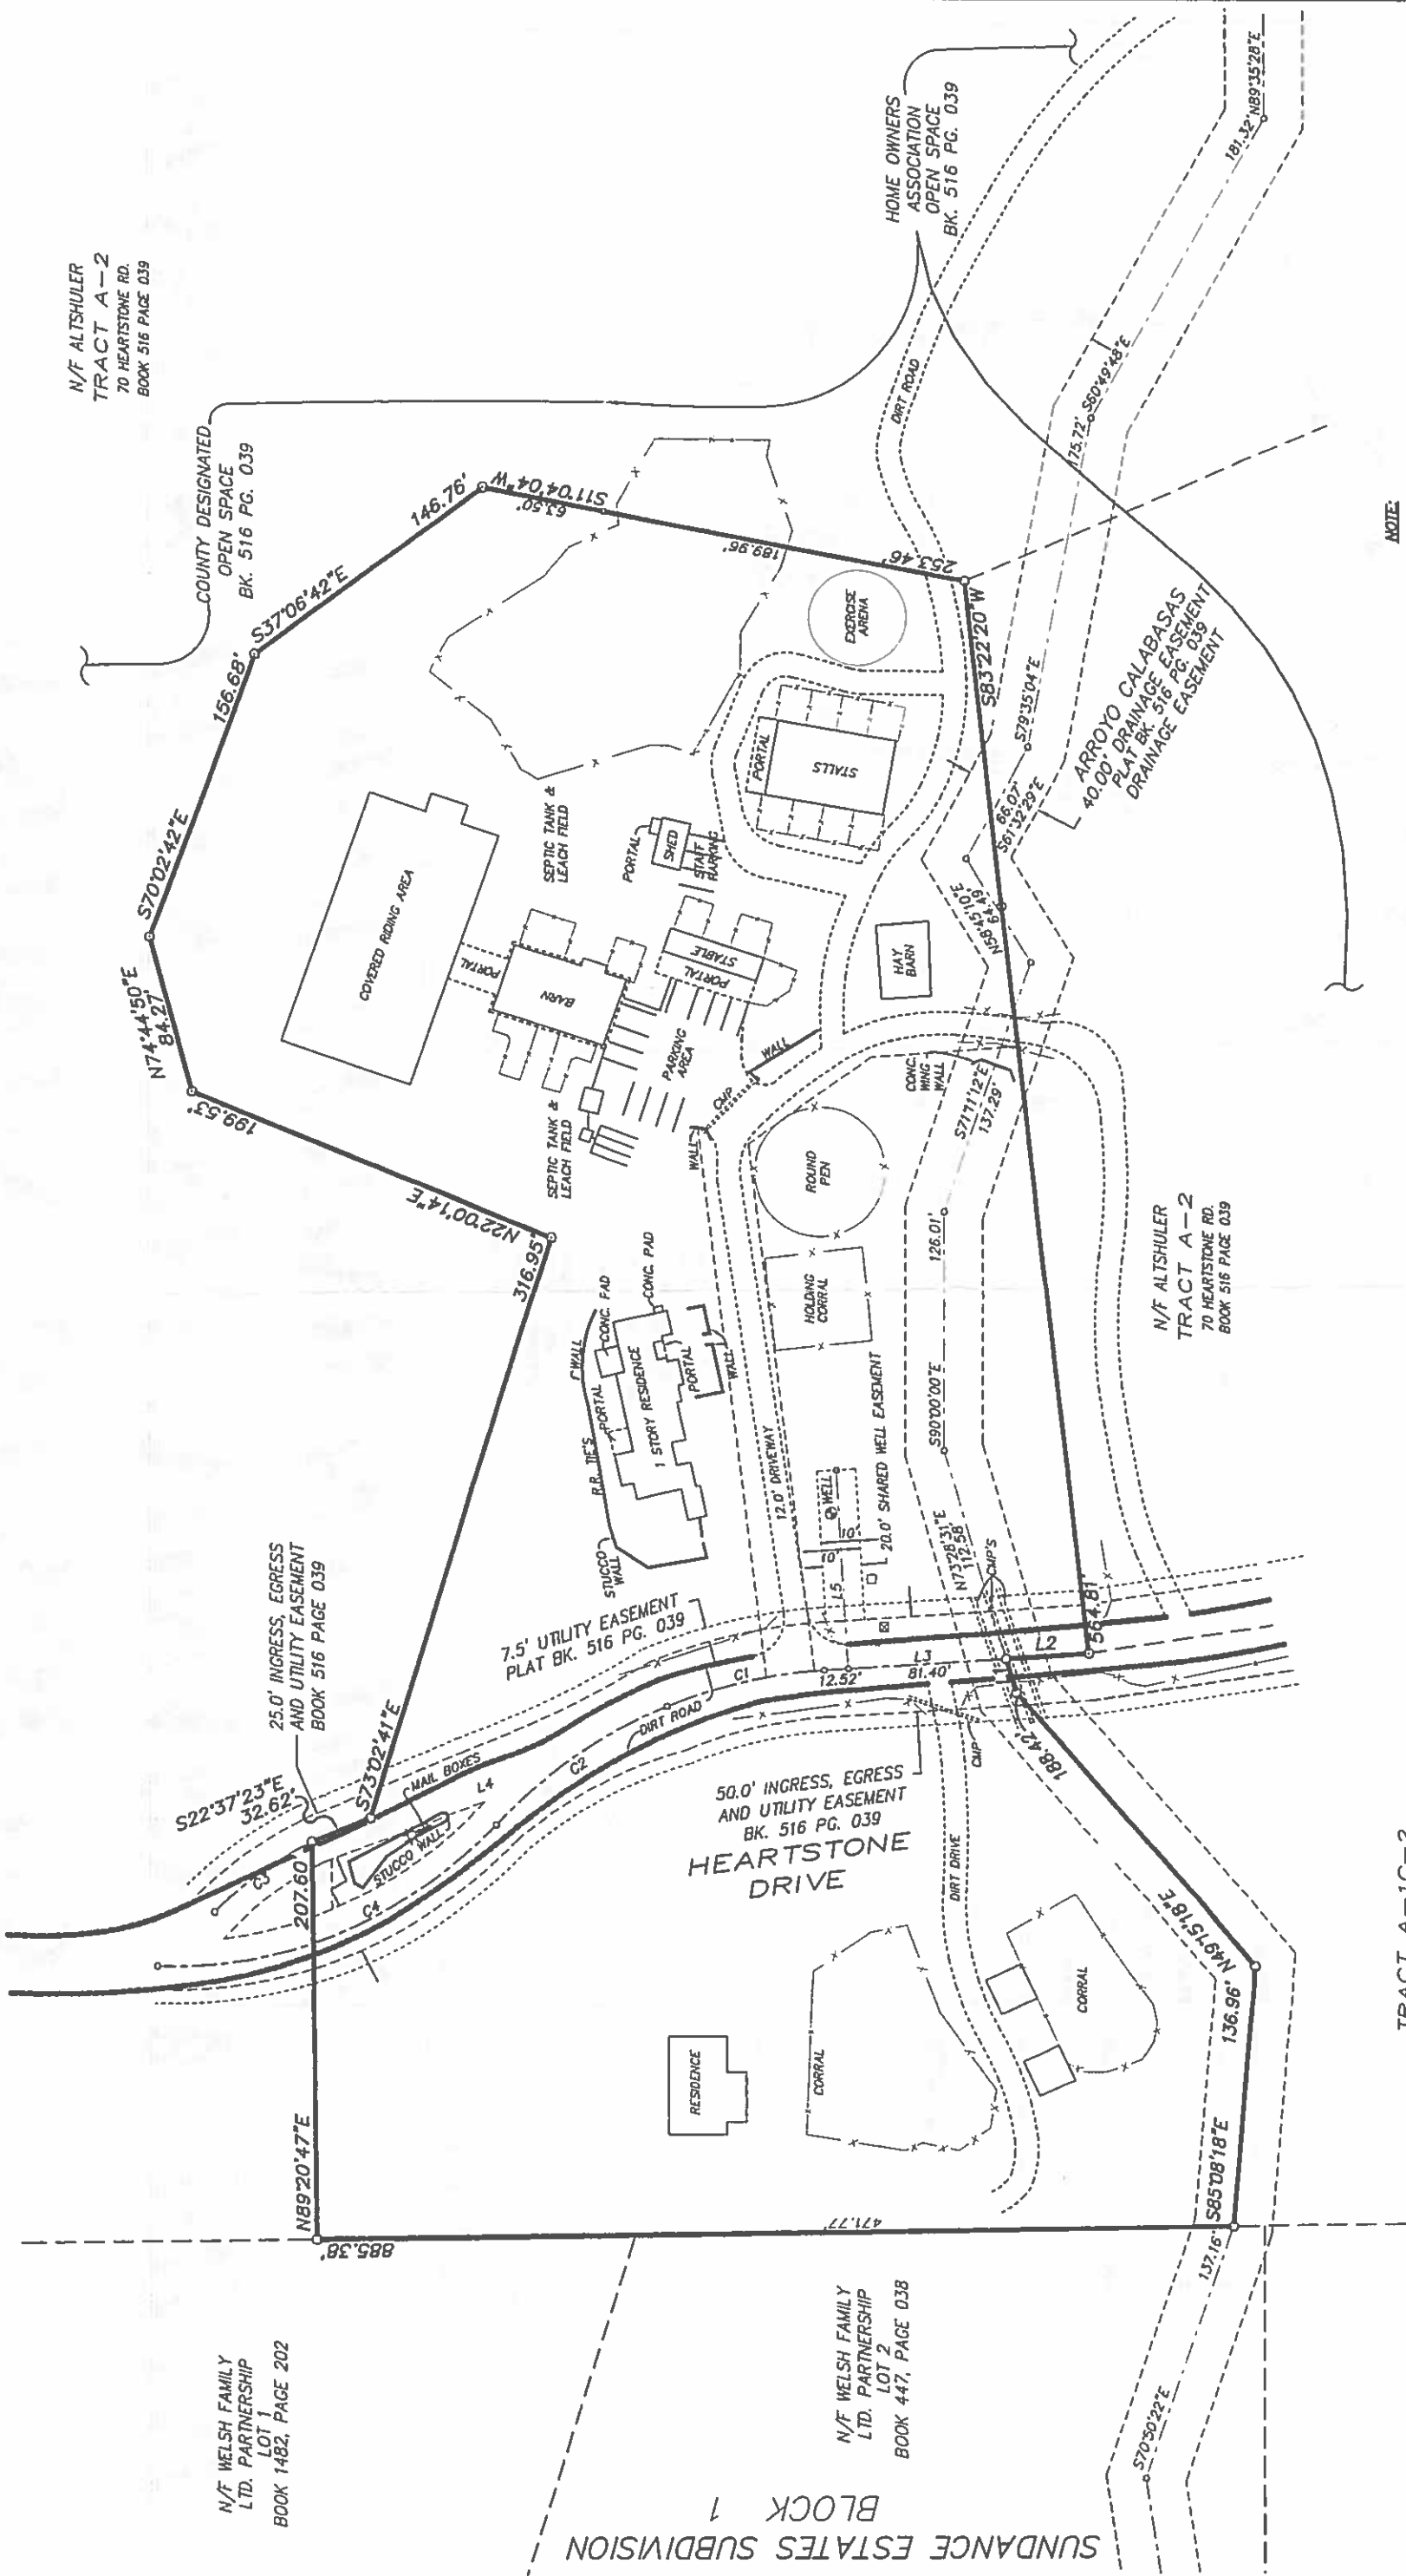 N/F ALTSHULER
TRACT A-2
70 HEARTSTONE RD.
BOOK 516 PAGE 039
COUNTY DESIGNATED
OPEN SPACE
BK. 516 PG. 039
HOME OWNERS
ASSOCIATION
OPEN SPACE
BK. 516 PG. 039
N74°44'50"E
84.27'
S70°02'42"E
156.68'
S37°06'42"E
146.76'
S11°04'04"W
63.50'
189.96'
253.46'
199.53'
N22°00'14"E
316.95'
S73°02'41"E
COVERED RIDING AREA
PORTAL
BARN
SEPTIC TANK &
LEACH FIELD
PORTAL
SHED
STAFF
PARKING
STABLE
PORTAL
PARKING
AREA
SEPTIC TANK &
LEACH FIELD
PORTAL
STALLS
EXERCISE
ARENA
DIRT ROAD
HAY
BARN
WALL
CMP
WALL
CONC.
WING
WALL
ROUND
PEN
HOLDING
CORRAL
CONC. PAD
CONC. PAD
WALL
R.R. TIE'S
PORTAL
1 STORY RESIDENCE
PORTAL
WALL
STUCCO
WALL
12.0' DRIVEWAY
WELL
10'
10'
L5
20.0' SHARED WELL EASEMENT
S83°22'20"W
564.81'
181.32'
N89°35'28"E
S60°49'48"E
175.72'
S79°35'04"E
66.07'
S61°32'29"E
N58°45'10"E
64.49'
S71°11'12"E
137.29'
126.01'
S90°00'00"E
N73°28'31"E
112.58'
CMP'S
ARROYO CALABASAS
40.00' DRAINAGE EASEMENT
PLAT BK. 516 PG. 039
DRAINAGE EASEMENT
NOTE:
N/F ALTSHULER
TRACT A-2
70 HEARTSTONE RD.
BOOK 516 PAGE 039
25.0' INGRESS, EGRESS
AND UTILITY EASEMENT
BOOK 516 PAGE 039
7.5' UTILITY EASEMENT
PLAT BK. 516 PG. 039
S22°37'23"E
32.62'
MAIL BOXES
STUCCO WALL
L4
C1
C2
C3
C4
DIRT ROAD
12.52'
L3
81.40'
L2
CMP
207.60'
N89°20'47"E
885.38'
471.77'
50.0' INGRESS, EGRESS
AND UTILITY EASEMENT
BK. 516 PG. 039
HEARTSTONE
DRIVE
DIRT DRIVE
188.42'
N49°15'18"E
136.96'
S85°08'18"E
137.16'
S70°50'22"E
RESIDENCE
CORRAL
CORRAL
N/F WELSH FAMILY
LTD. PARTNERSHIP
LOT 1
BOOK 1482, PAGE 202
N/F WELSH FAMILY
LTD. PARTNERSHIP
LOT 2
BOOK 447, PAGE 038
SUNDANCE ESTATES SUBDIVISION
BLOCK 1